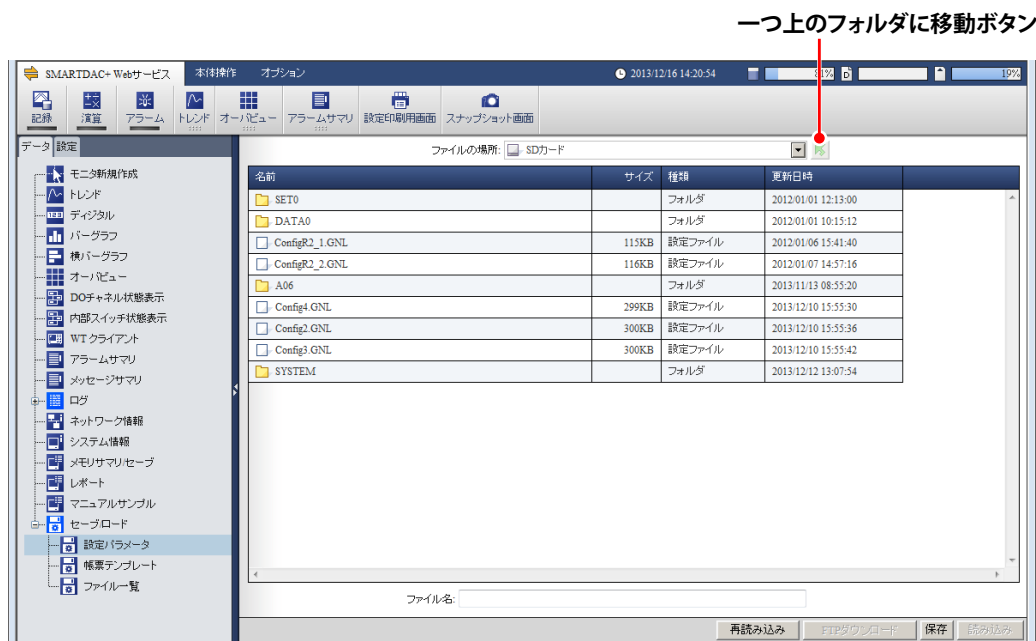 一つ上のフォルダに移動ボタン
SMARTDAC+ Webサービス 本体操作 オプション 2013/12/16 14:20:54 81% D 19%
記録 演算 アラーム トレンド オーバビュー アラームサマリ 設定印刷用画面 スナップショット画面
データ 設定
ファイルの場所: SDカード
モニタ新規作成
トレンド
ディジタル
バーグラフ
横バーグラフ
オーバビュー
DOチャネル状態表示
内部スイッチ状態表示
WT クライアント
アラームサマリ
メッセージサマリ
ログ
ネットワーク情報
システム情報
メモリサマリ/セーブ
レポート
マニュアルサンプル
セーブ/ロード
設定パラメータ
帳票テンプレート
ファイル一覧
名前 サイズ 種類 更新日時
SET0 フォルダ 2012/01/01 12:13:00
DATA0 フォルダ 2012/01/01 10:15:12
ConfigR2_1.GNL 115KB 設定ファイル 2012/01/06 15:41:40
ConfigR2_2.GNL 116KB 設定ファイル 2012/01/07 14:57:16
A06 フォルダ 2013/11/13 08:55:20
Config4.GNL 299KB 設定ファイル 2013/12/10 15:55:30
Config2.GNL 300KB 設定ファイル 2013/12/10 15:55:36
Config3.GNL 300KB 設定ファイル 2013/12/10 15:55:42
SYSTEM フォルダ 2013/12/12 13:07:54
ファイル名:
再読み込み FTPダウンロード 保存 読み込み